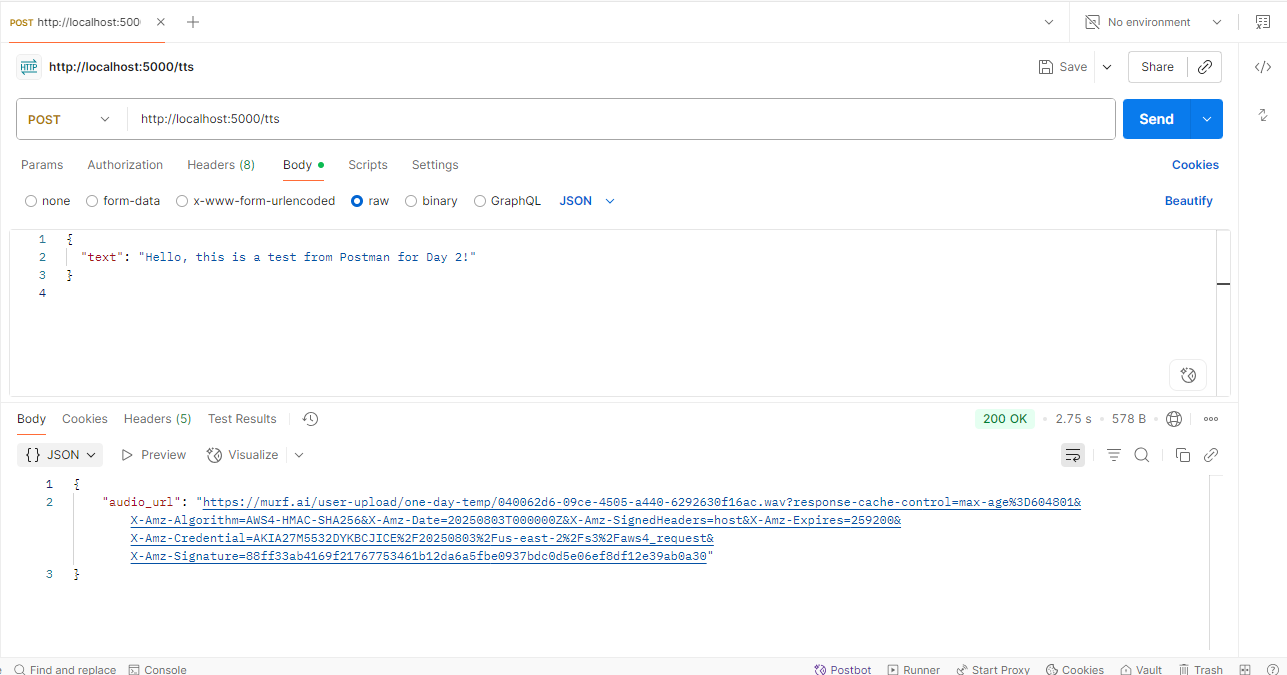 POST http://localhost:500
No environment
HTTP http://localhost:5000/tts
Save
Share
POST http://localhost:5000/tts
Send
Params Authorization Headers (8) Body Scripts Settings
Cookies
none form-data x-www-form-urlencoded raw binary GraphQL JSON
Beautify
1 {
2 "text": "Hello, this is a test from Postman for Day 2!"
3 }
4
Body Cookies Headers (5) Test Results
200 OK • 2.75 s • 578 B
{} JSON Preview Visualize
1 {
2 "audio_url": "https://murf.ai/user-upload/one-day-temp/040062d6-09ce-4505-a440-6292630f16ac.wav?response-cache-control=max-age%3D604801&
X-Amz-Algorithm=AWS4-HMAC-SHA256&X-Amz-Date=20250803T000000Z&X-Amz-SignedHeaders=host&X-Amz-Expires=259200&
X-Amz-Credential=AKIA27M5532DYKBCJICE%2F20250803%2Fus-east-2%2Fs3%2Faws4_request&
X-Amz-Signature=88ff33ab4169f21767753461b12da6a5fbe0937bdc0d5e06ef8df12e39ab0a30"
3 }
Find and replace Console
Postbot Runner Start Proxy Cookies Vault Trash